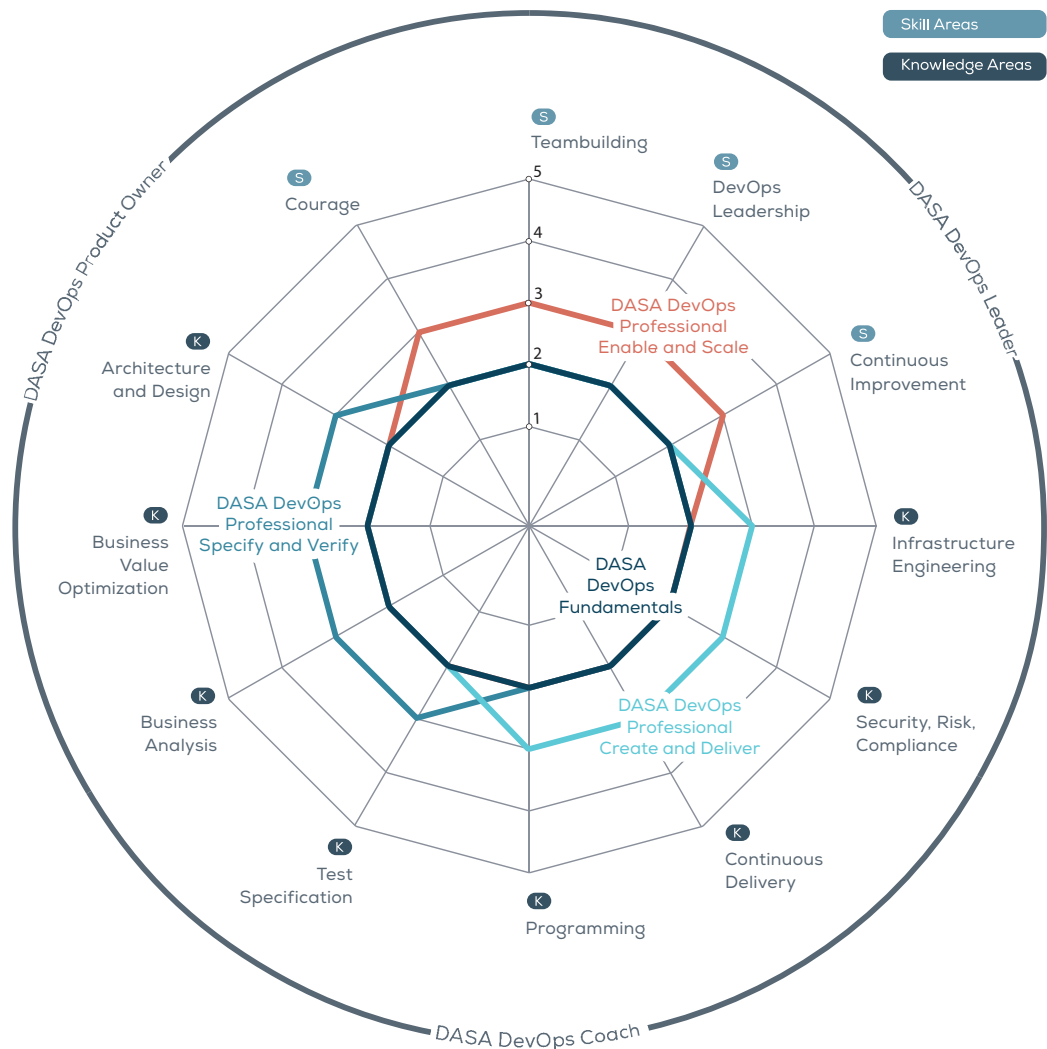 Skill Areas
Knowledge Areas
S
Teambuilding
S
DevOps
Leadership
S
Courage
DASA DevOps Product Owner
DASA DevOps Leader
5
4
3
2
1
DASA DevOps
Professional
Enable and Scale
S
Continuous
Improvement
K
Architecture
and Design
DASA DevOps
Professional
Specify and Verify
K
Business
Value
Optimization
K
Infrastructure
Engineering
DASA
DevOps
Fundamentals
K
Business
Analysis
K
Security, Risk,
Compliance
DASA DevOps
Professional
Create and Deliver
K
Test
Specification
K
Continuous
Delivery
K
Programming
DASA DevOps Coach